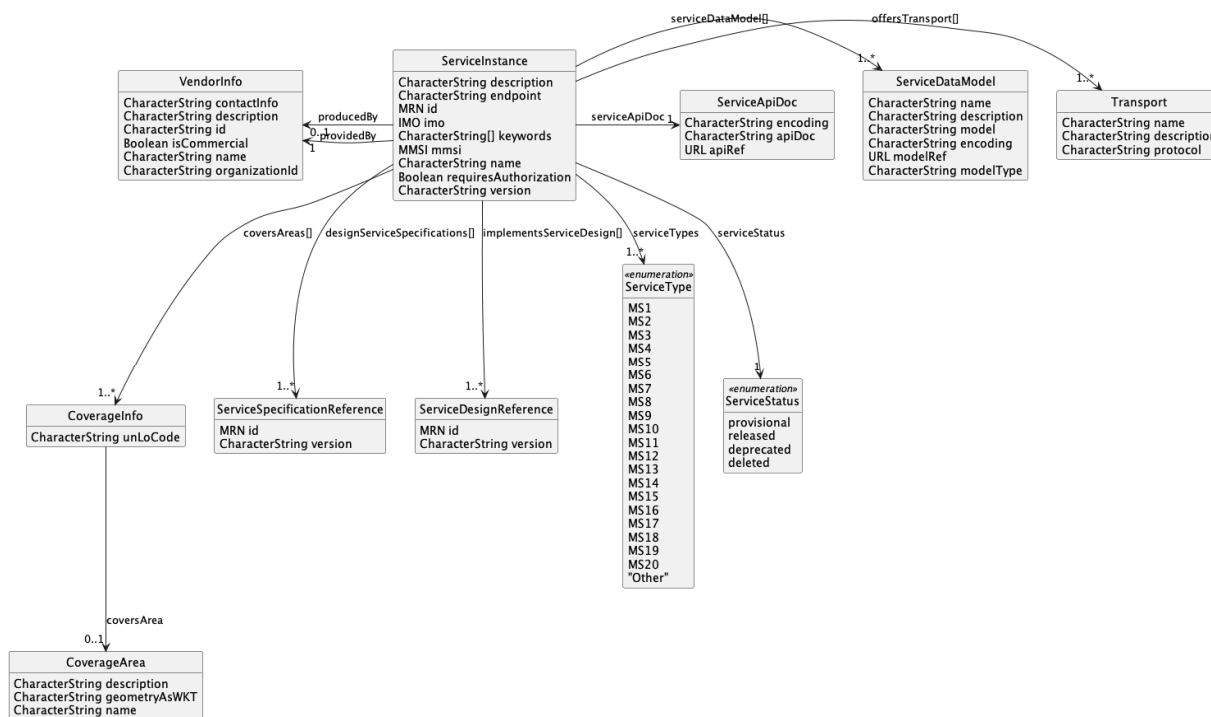 serviceDataModel[]
offersTransport[]
ServiceInstance
CharacterString description
CharacterString endpoint
MRN id
IMO imo
CharacterString[] keywords
MMSI mmsi
CharacterString name
Boolean requiresAuthorization
CharacterString version
VendorInfo
CharacterString contactInfo
CharacterString description
CharacterString id
Boolean isCommercial
CharacterString name
CharacterString organizationId
producedBy
0..1
providedBy
1
serviceApiDoc
1
ServiceApiDoc
CharacterString encoding
CharacterString apiDoc
URL apiRef
1..*
ServiceDataModel
CharacterString name
CharacterString description
CharacterString model
CharacterString encoding
URL modelRef
CharacterString modelType
1..*
Transport
CharacterString name
CharacterString description
CharacterString protocol
coversAreas[]
designServiceSpecifications[]
implementsServiceDesign[]
serviceTypes
serviceStatus
1..*
CoverageInfo
CharacterString unLoCode
1..*
ServiceSpecificationReference
MRN id
CharacterString version
1..*
ServiceDesignReference
MRN id
CharacterString version
1..*
«enumeration»
ServiceType
MS1
MS2
MS3
MS4
MS5
MS6
MS7
MS8
MS9
MS10
MS11
MS12
MS13
MS14
MS15
MS16
MS17
MS18
MS19
MS20
"Other"
1
«enumeration»
ServiceStatus
provisional
released
deprecated
deleted
coversArea
0..1
CoverageArea
CharacterString description
CharacterString geometryAsWKT
CharacterString name